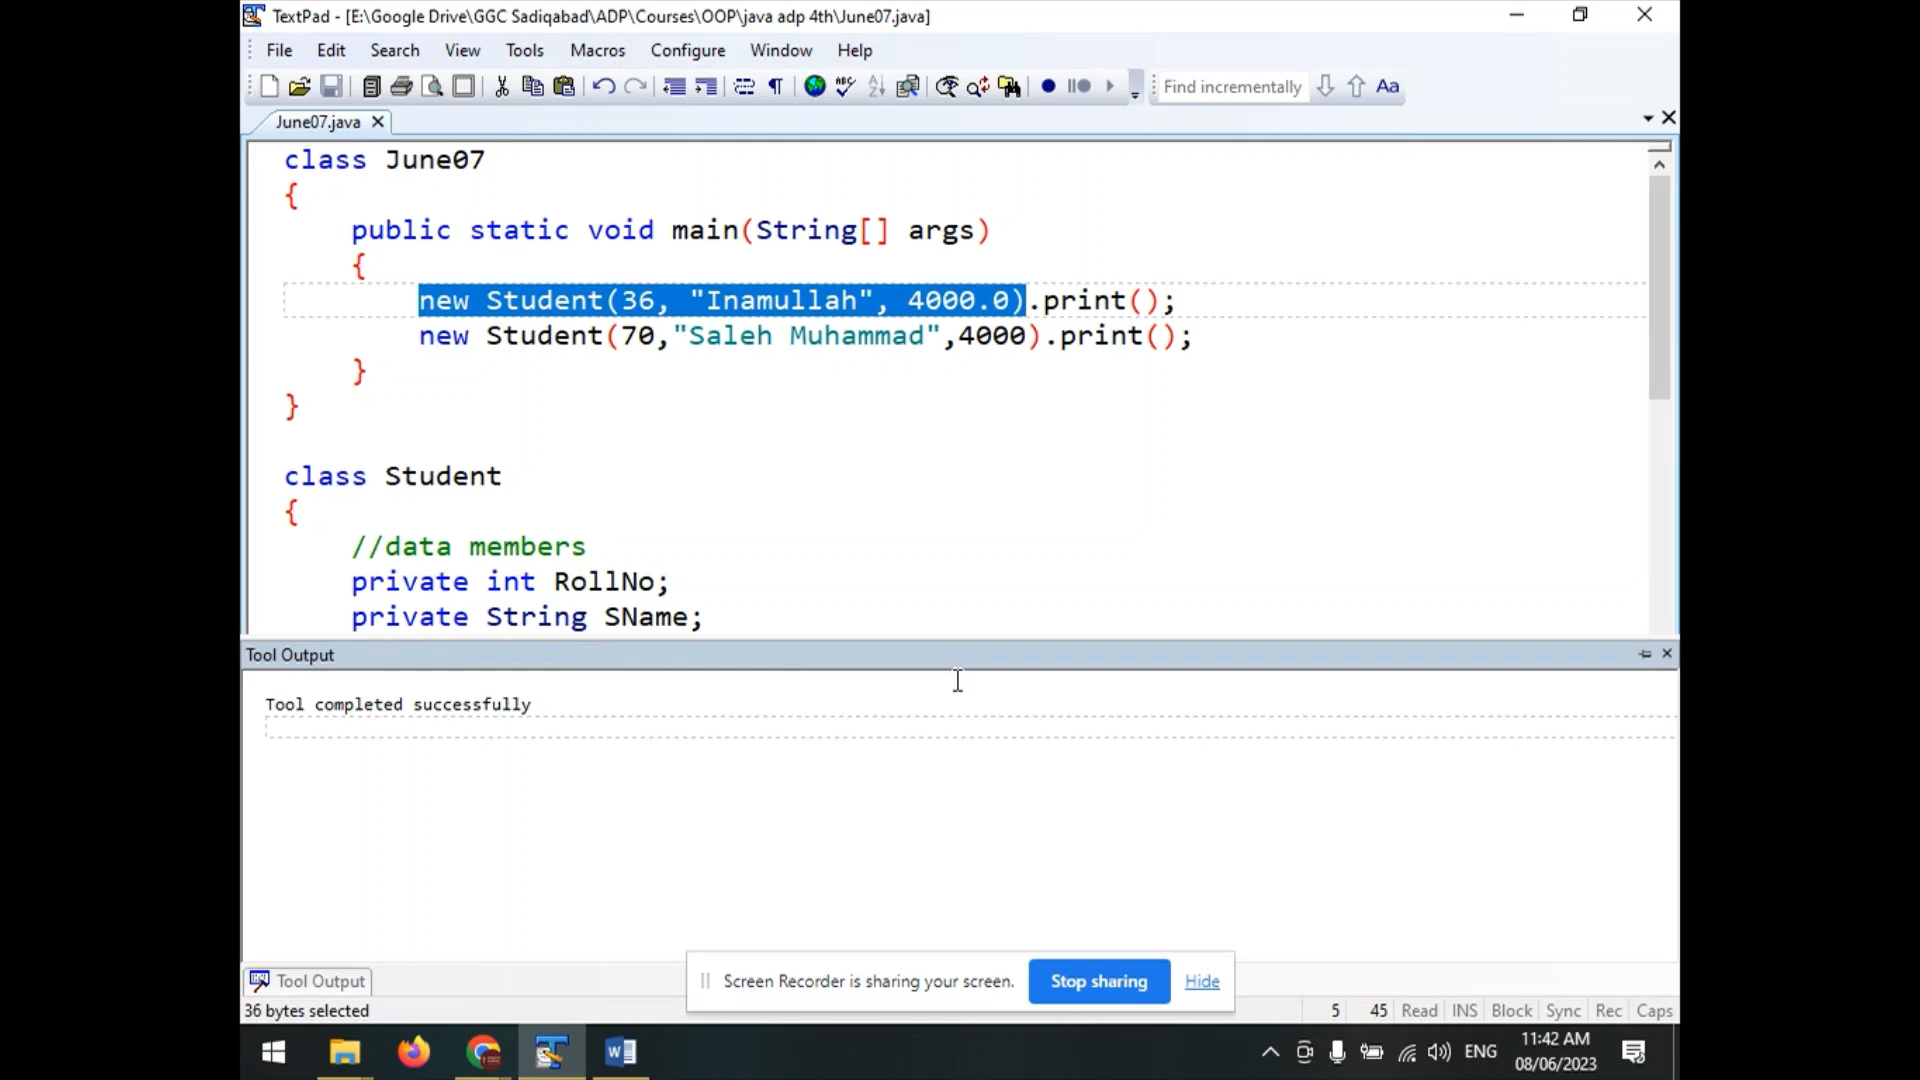 TextPad - [E:\Google Drive\GGC Sadiqabad\ADP\Courses\OOP\java adp 4th\June07.java]
File Edit Search View Tools Macros Configure Window Help
Find incrementally Aa
June07.java
class June07
{
public static void main(String[] args)
{
new Student(36, "Inamullah", 4000.0).print();
new Student(70,"Saleh Muhammad",4000).print();
}
}
class Student
{
//data members
private int RollNo;
private String SName;
Tool Output
Tool completed successfully
Tool Output
Screen Recorder is sharing your screen. Stop sharing Hide
36 bytes selected 5 45 Read INS Block Sync Rec Caps
ENG 11:42 AM
08/06/2023